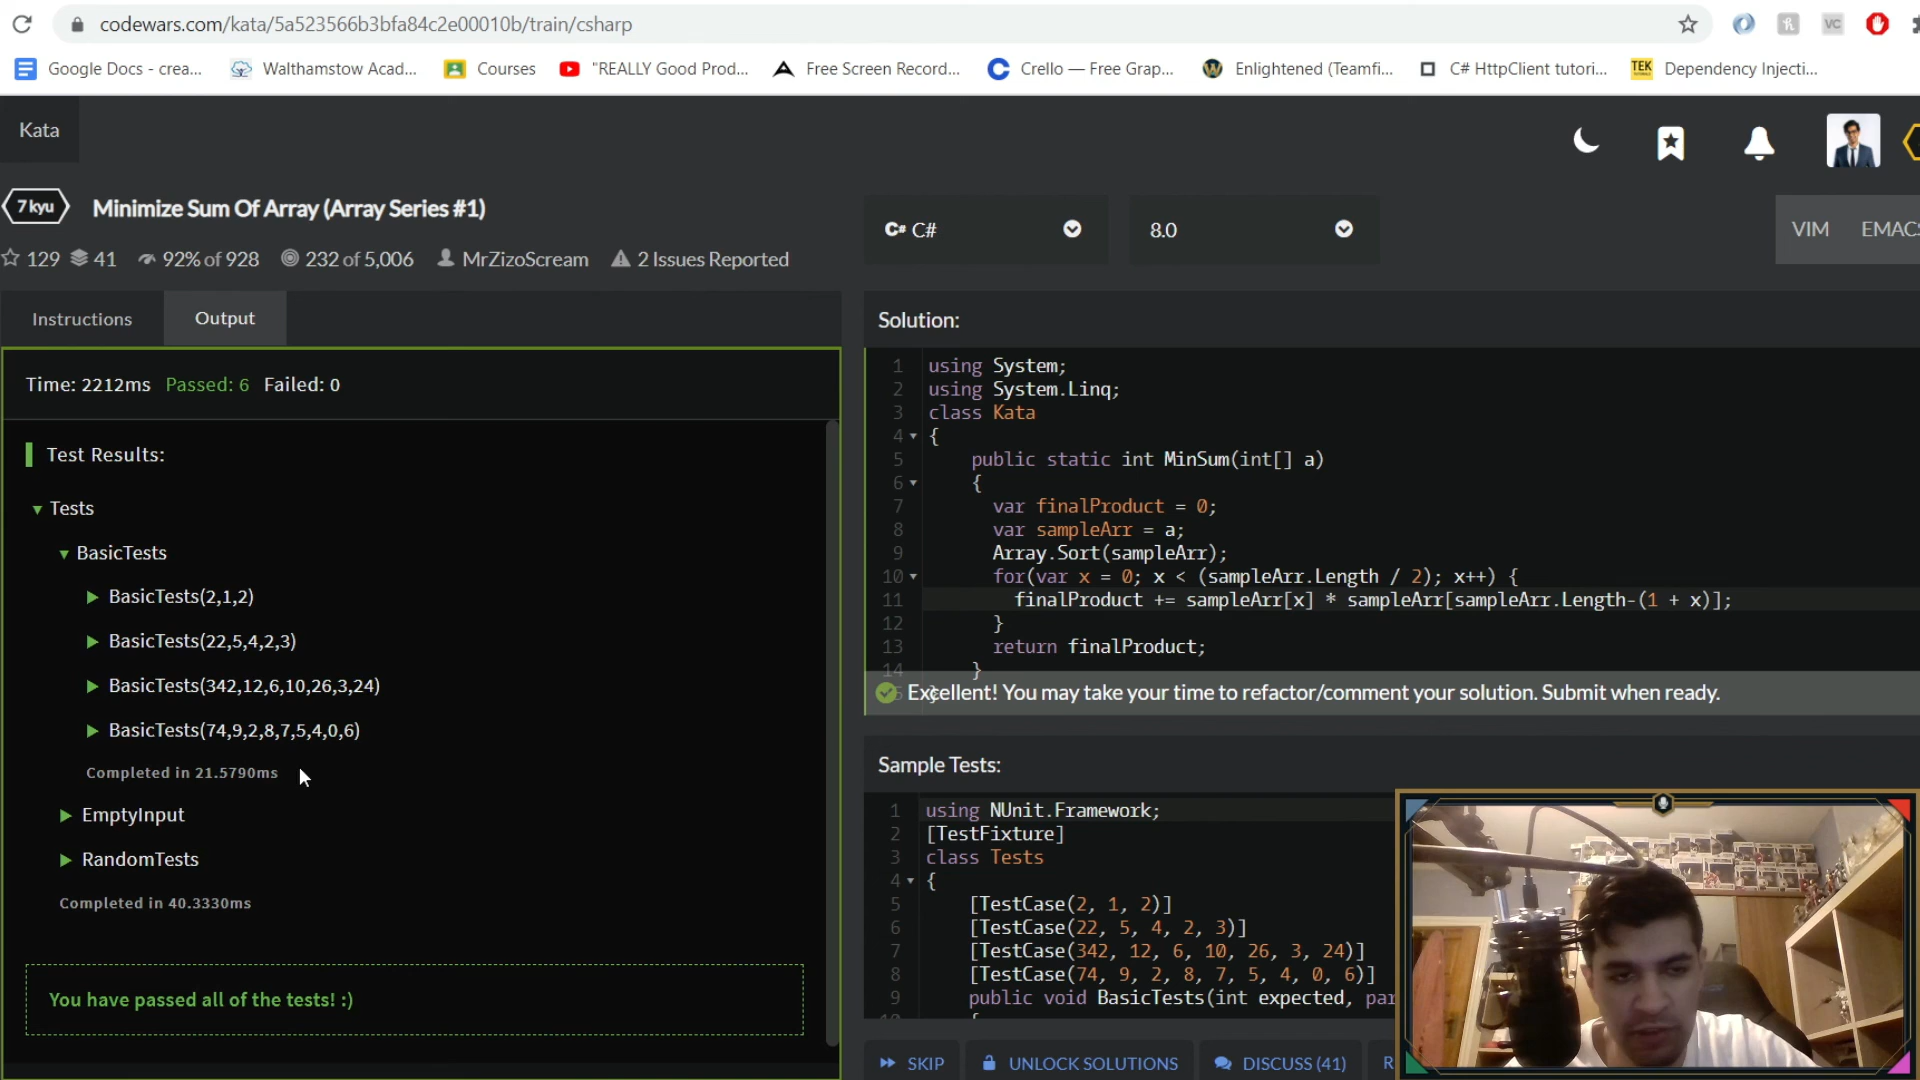 codewars.com/kata/5a523566b3bfa84c2e00010b/train/csharp
Google Docs - crea...
Walthamstow Acad...
Courses
"REALLY Good Prod...
Free Screen Record...
Crello — Free Grap...
Enlightened (Teamfi...
C# HttpClient tutori...
TEK
Dependency Injecti...
VC
Kata
7 kyu
Minimize Sum Of Array (Array Series #1)
129
41
92% of 928
232 of 5,006
MrZizoScream
2 Issues Reported
C# C#
8.0
VIM
EMACS
Instructions
Output
Time: 2212ms Passed: 6 Failed: 0
Test Results:
Tests
BasicTests
BasicTests(2,1,2)
BasicTests(22,5,4,2,3)
BasicTests(342,12,6,10,26,3,24)
BasicTests(74,9,2,8,7,5,4,0,6)
Completed in 21.5790ms
EmptyInput
RandomTests
Completed in 40.3330ms
You have passed all of the tests! :)
Solution:
1 using System;
2 using System.Linq;
3 class Kata
4 {
5 public static int MinSum(int[] a)
6 {
7 var finalProduct = 0;
8 var sampleArr = a;
9 Array.Sort(sampleArr);
10 for(var x = 0; x < (sampleArr.Length / 2); x++) {
11 finalProduct += sampleArr[x] * sampleArr[sampleArr.Length-(1 + x)];
12 }
13 return finalProduct;
14 }
Excellent! You may take your time to refactor/comment your solution. Submit when ready.
Sample Tests:
1 using NUnit.Framework;
2 [TestFixture]
3 class Tests
4 {
5 [TestCase(2, 1, 2)]
6 [TestCase(22, 5, 4, 2, 3)]
7 [TestCase(342, 12, 6, 10, 26, 3, 24)]
8 [TestCase(74, 9, 2, 8, 7, 5, 4, 0, 6)]
9 public void BasicTests(int expected, par
SKIP
UNLOCK SOLUTIONS
DISCUSS (41)
R